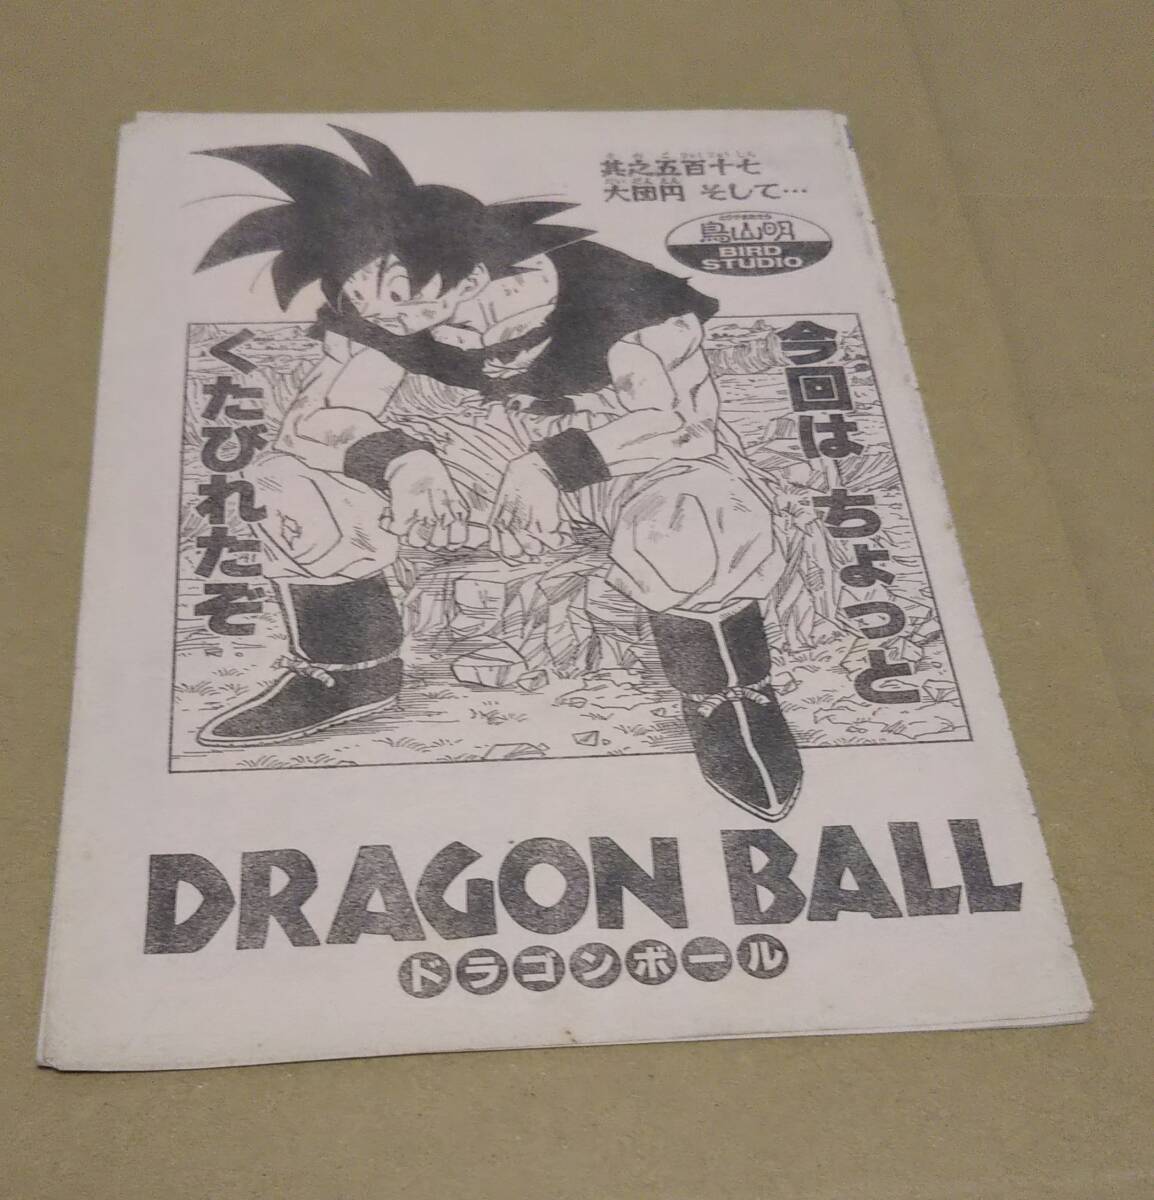 其之五百十七
大団円 そして…
鳥山明
BIRD
STUDIO
今回は ちょっと
くたびれたぞ
DRAGON BALL
ドラゴンボール